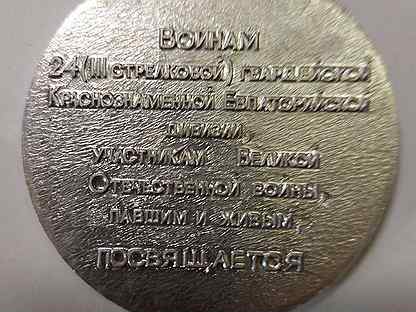 Воинам
24 (III стрелковой) гвардейской
Краснознаменной Евпаторийской
дивизии,
участникам Великой
Отечественной войны,
павшим и живым,
ПОСВЯЩАЕТСЯ